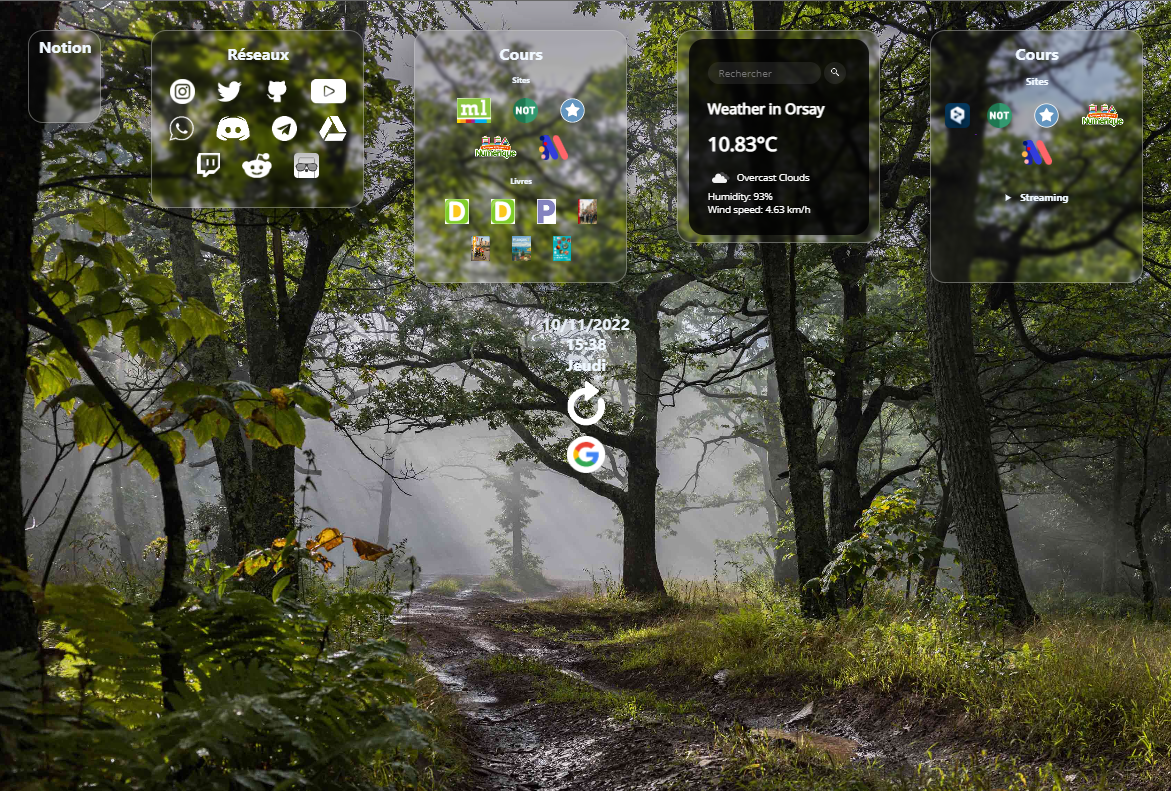 Notion
Réseaux
Cours
Sites
ml
NOT
Numérique
Livres
D
D
P
Rechercher
Weather in Orsay
10.83°C
Overcast Clouds
Humidity: 93%
Wind speed: 4.63 km/h
Cours
Sites
NOT
Numérique
Streaming
10/11/2022
15:38
Jeudi
G